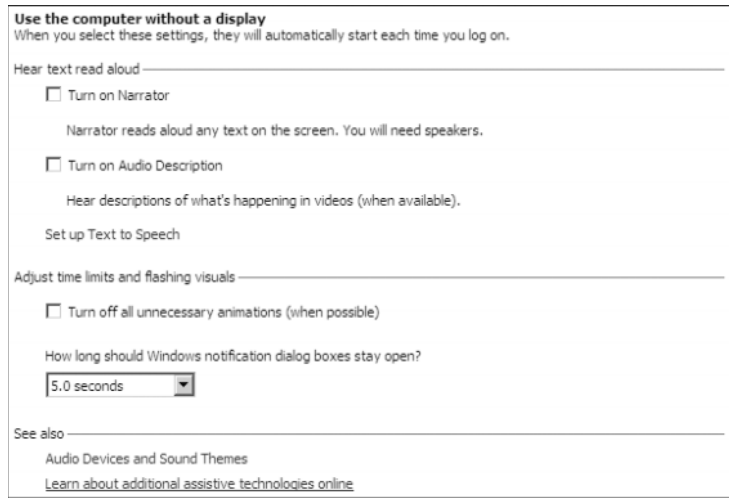 Use the computer without a display
When you select these settings, they will automatically start each time you log on.
Hear text read aloud
Turn on Narrator
Narrator reads aloud any text on the screen. You will need speakers.
Turn on Audio Description
Hear descriptions of what's happening in videos (when available).
Set up Text to Speech
Adjust time limits and flashing visuals
Turn off all unnecessary animations (when possible)
How long should Windows notification dialog boxes stay open?
5.0 seconds
See also
Audio Devices and Sound Themes
Learn about additional assistive technologies online